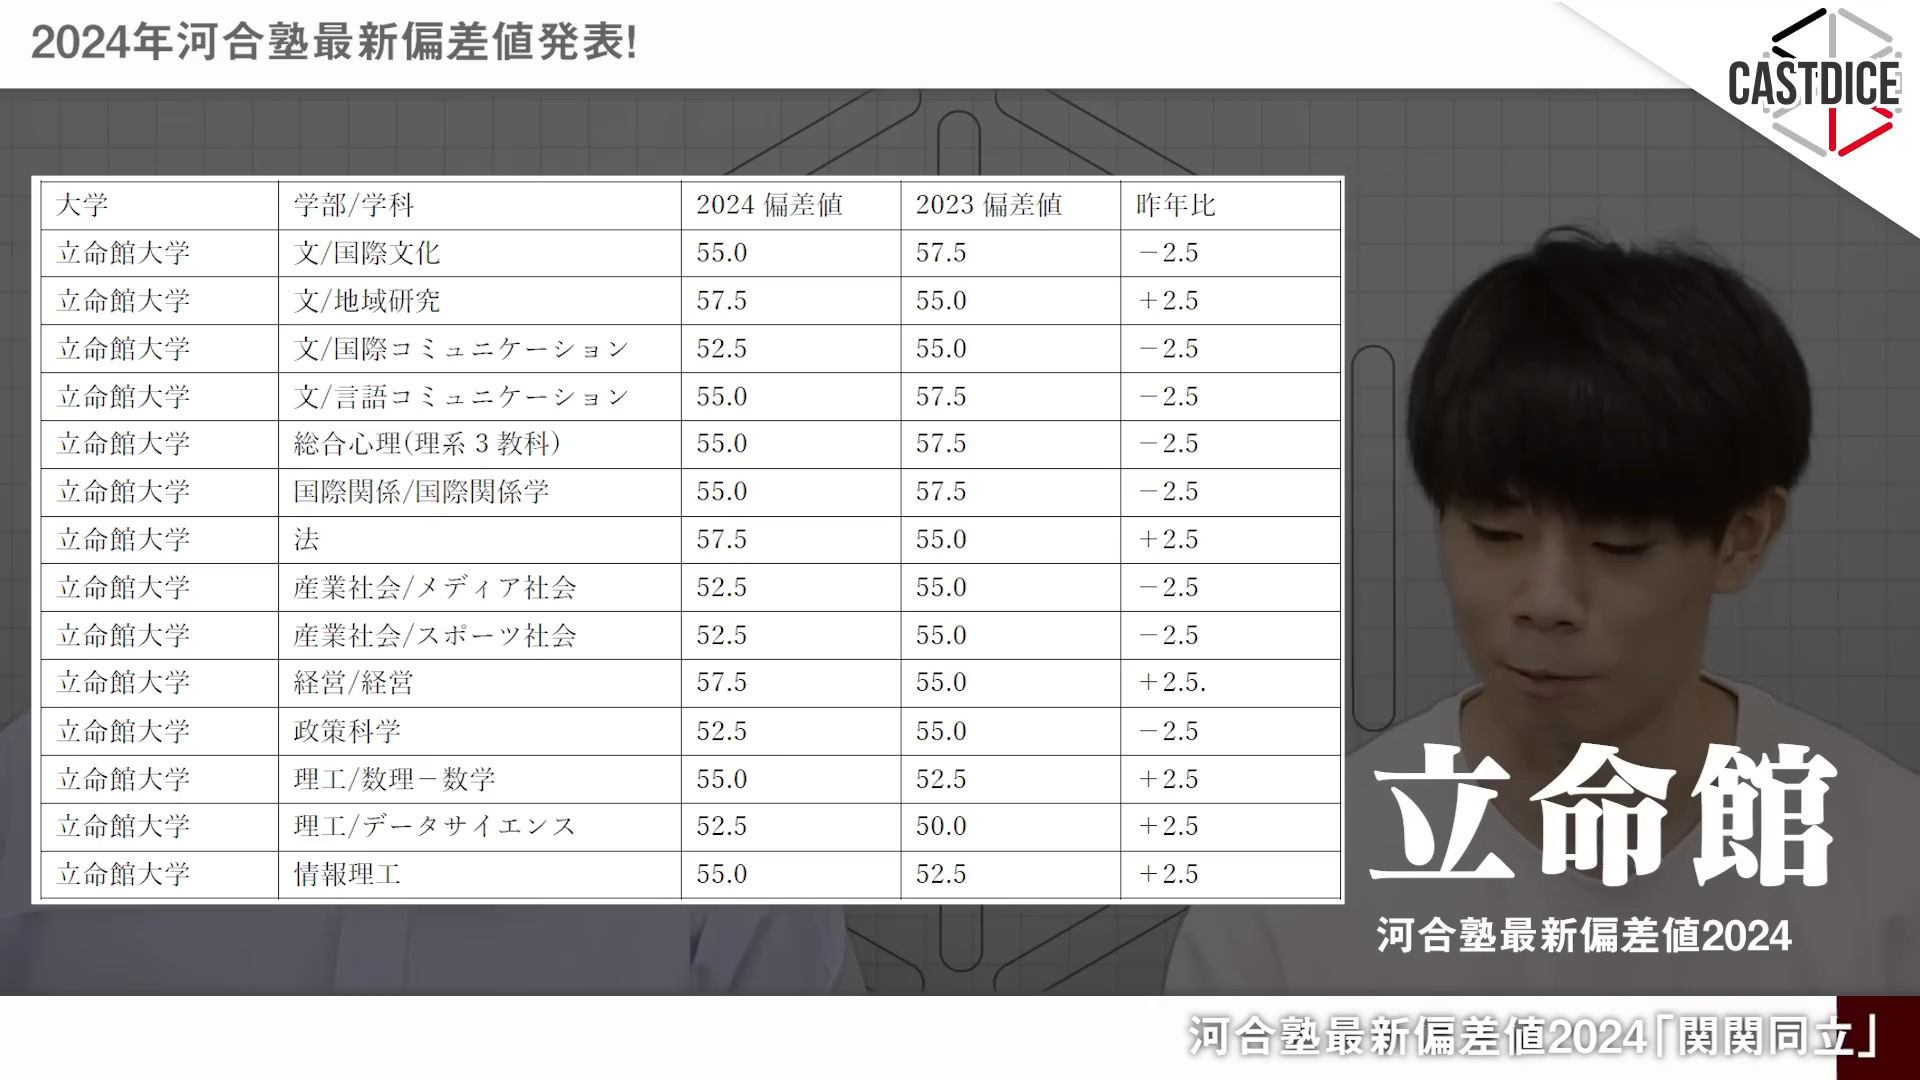 2024年河合塾最新偏差値発表!
CASTDICE
大学 学部/学科 2024 偏差値 2023 偏差値 昨年比
立命館大学 文/国際文化 55.0 57.5 －2.5
立命館大学 文/地域研究 57.5 55.0 ＋2.5
立命館大学 文/国際コミュニケーション 52.5 55.0 －2.5
立命館大学 文/言語コミュニケーション 55.0 57.5 －2.5
立命館大学 総合心理(理系 3 教科) 55.0 57.5 －2.5
立命館大学 国際関係/国際関係学 55.0 57.5 －2.5
立命館大学 法 57.5 55.0 ＋2.5
立命館大学 産業社会/メディア社会 52.5 55.0 －2.5
立命館大学 産業社会/スポーツ社会 52.5 55.0 －2.5
立命館大学 経営/経営 57.5 55.0 ＋2.5.
立命館大学 政策科学 52.5 55.0 －2.5
立命館大学 理工/数理－数学 55.0 52.5 ＋2.5
立命館大学 理工/データサイエンス 52.5 50.0 ＋2.5
立命館大学 情報理工 55.0 52.5 ＋2.5
立命館
河合塾最新偏差値2024
河合塾最新偏差値2024「関関同立」